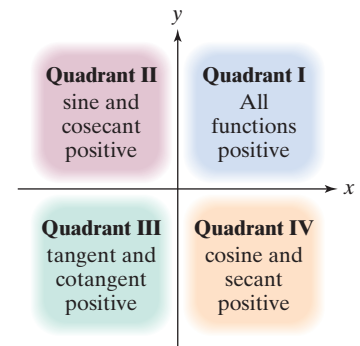 y
Quadrant II
sine and
cosecant
positive
Quadrant I
All
functions
positive
x
Quadrant III
tangent and
cotangent
positive
Quadrant IV
cosine and
secant
positive